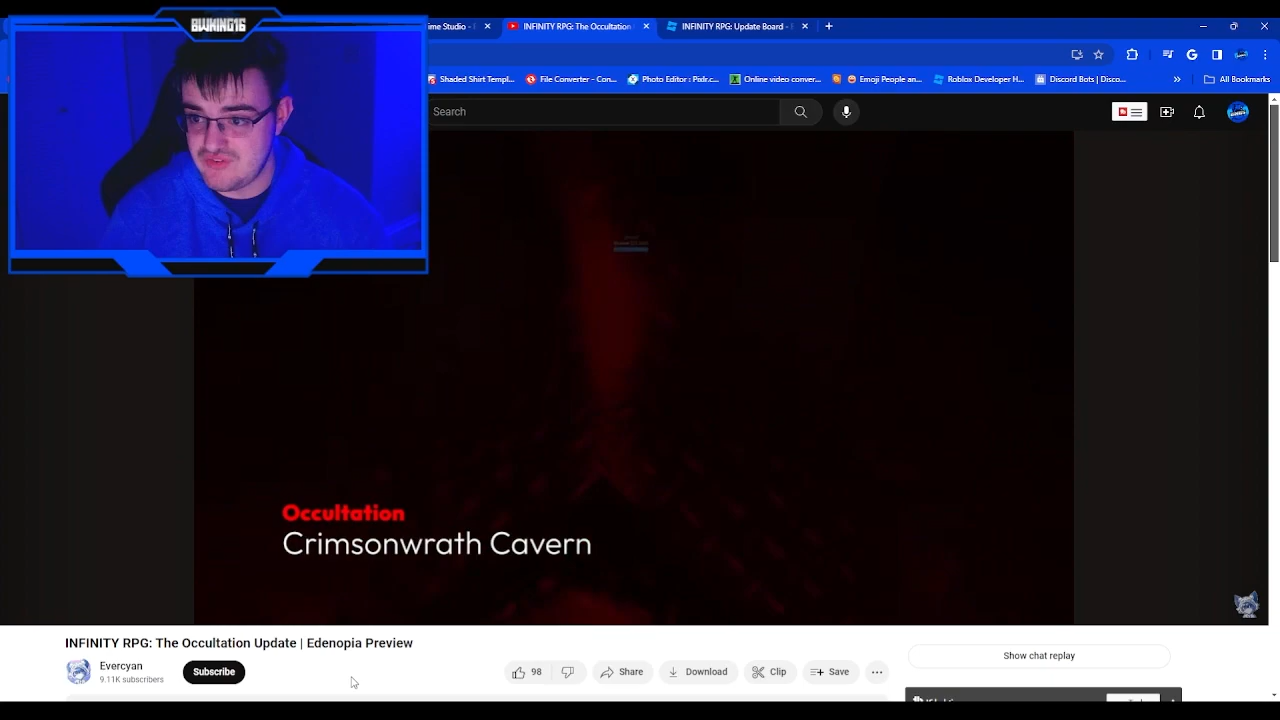 BWKING16
ime Studio -
INFINITY RPG: The Occultation
INFINITY RPG: Update Board -
Shaded Shirt Templ...
File Converter - Con...
Photo Editor : Pixlr.c...
Online video conver...
Emoji People an...
Roblox Developer H...
Discord Bots | Disco...
»
All Bookmarks
Search
Occultation
Crimsonwrath Cavern
INFINITY RPG: The Occultation Update | Edenopia Preview
Evercyan
9.11K subscribers
Subscribe
98
Share
Download
Clip
Save
Show chat replay